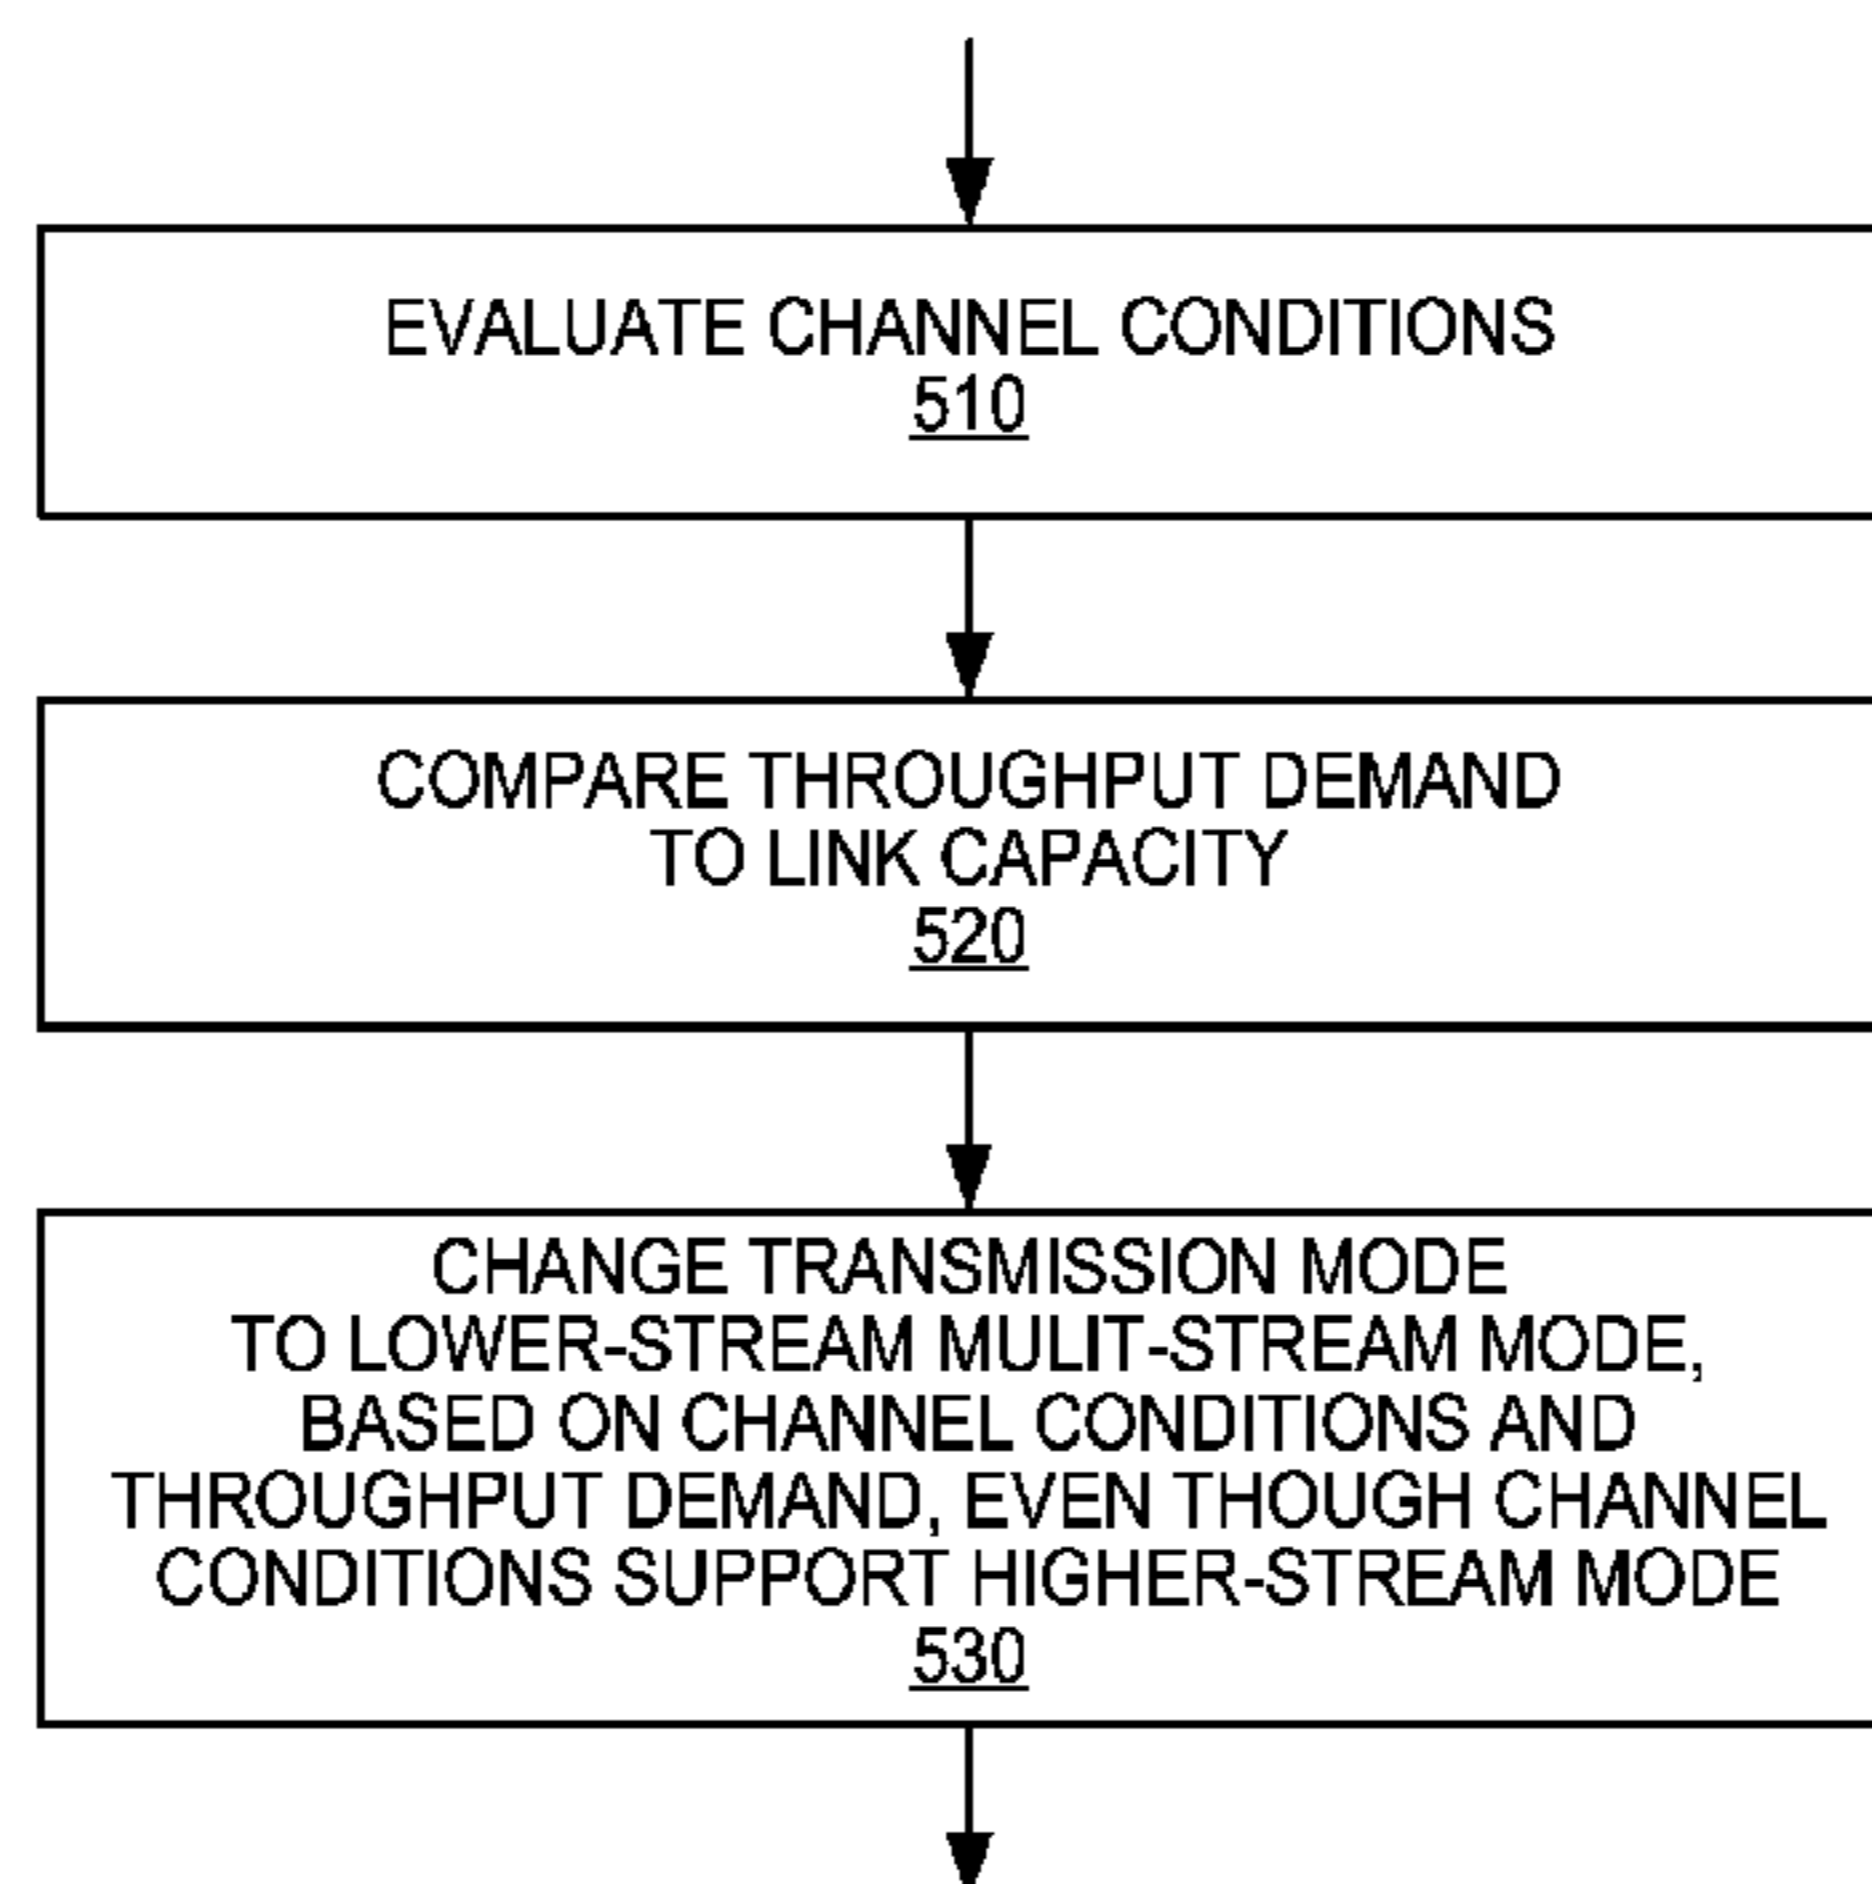 EVALUATE CHANNEL CONDITIONS
510
COMPARE THROUGHPUT DEMAND
TO LINK CAPACITY
520
CHANGE TRANSMISSION MODE
TO LOWER-STREAM MULIT-STREAM MODE,
BASED ON CHANNEL CONDITIONS AND
THROUGHPUT DEMAND, EVEN THOUGH CHANNEL
CONDITIONS SUPPORT HIGHER-STREAM MODE
530